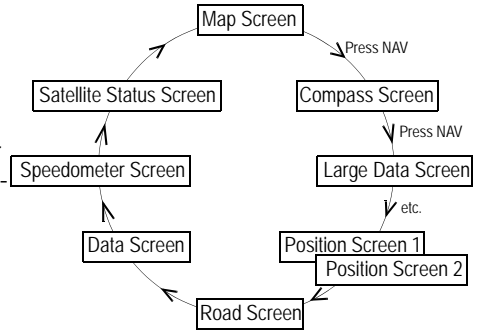 Map Screen
Press NAV
Satellite Status Screen
Compass Screen
Press NAV
Speedometer Screen
Large Data Screen
etc.
Data Screen
Position Screen 1
Position Screen 2
Road Screen